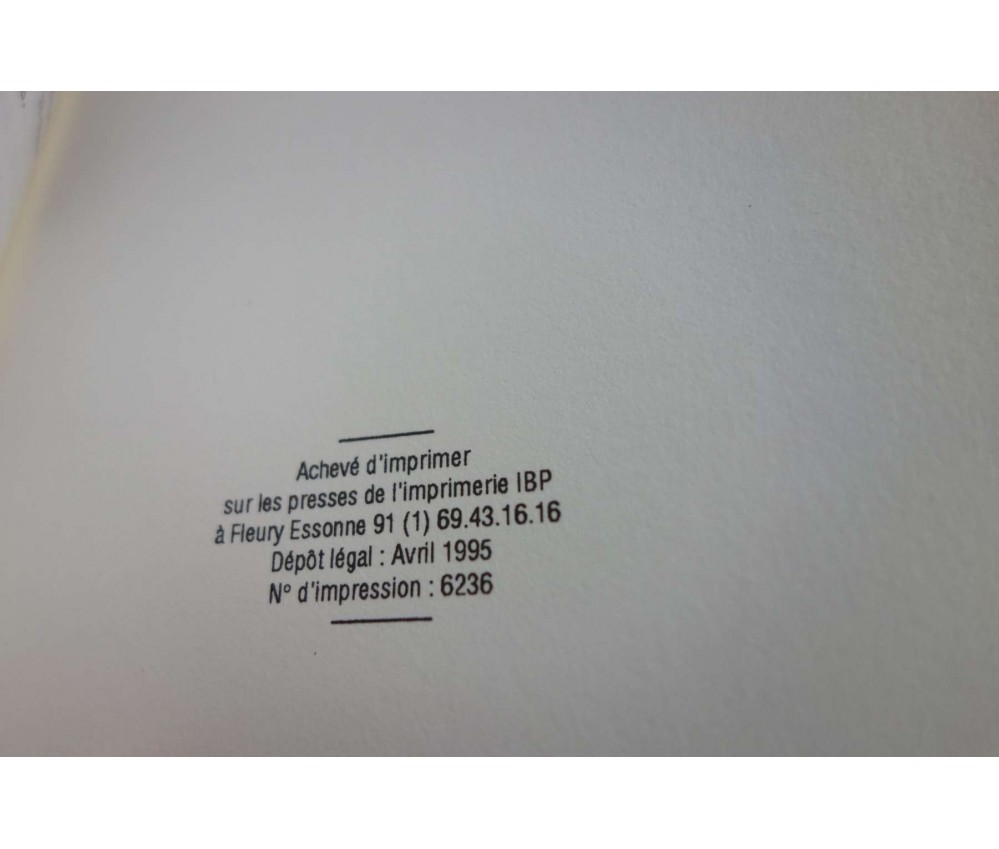 Achevé d'imprimer
sur les presses de l'imprimerie IBP
à Fleury Essonne 91 (1) 69.43.16.16
Dépôt légal : Avril 1995
N° d'impression : 6236